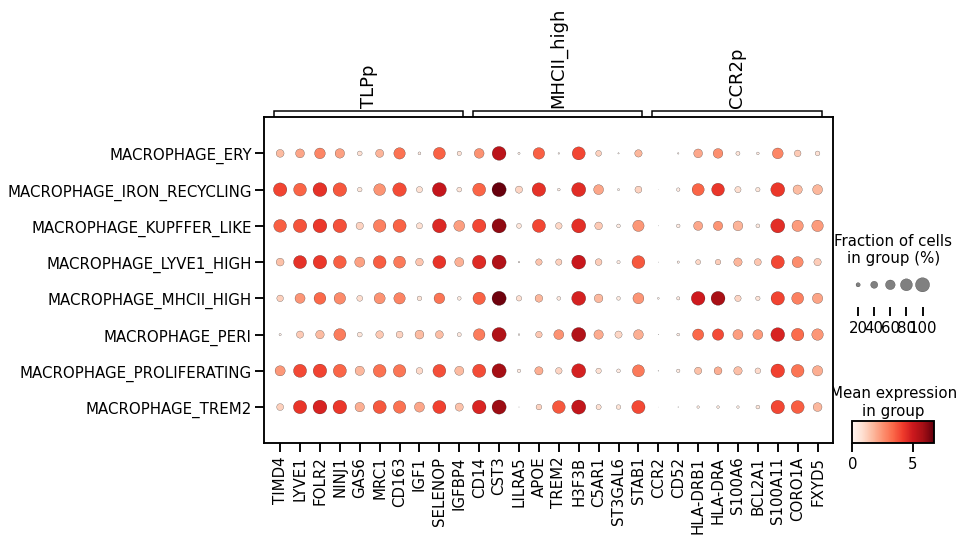 TLPp
MHCII_high
CCR2p
MACROPHAGE_ERY
MACROPHAGE_IRON_RECYCLING
MACROPHAGE_KUPFFER_LIKE
MACROPHAGE_LYVE1_HIGH
MACROPHAGE_MHCII_HIGH
MACROPHAGE_PERI
MACROPHAGE_PROLIFERATING
MACROPHAGE_TREM2
TIMD4
LYVE1
FOLR2
NINJ1
GAS6
MRC1
CD163
IGF1
SELENOP
IGFBP4
CD14
CST3
LILRA5
APOE
TREM2
H3F3B
C5AR1
ST3GAL6
STAB1
CCR2
CD52
HLA-DRB1
HLA-DRA
S100A6
BCL2A1
S100A11
CORO1A
FXYD5
Fraction of cells
in group (%)
20 40 60 80 100
Mean expression
in group
0 5